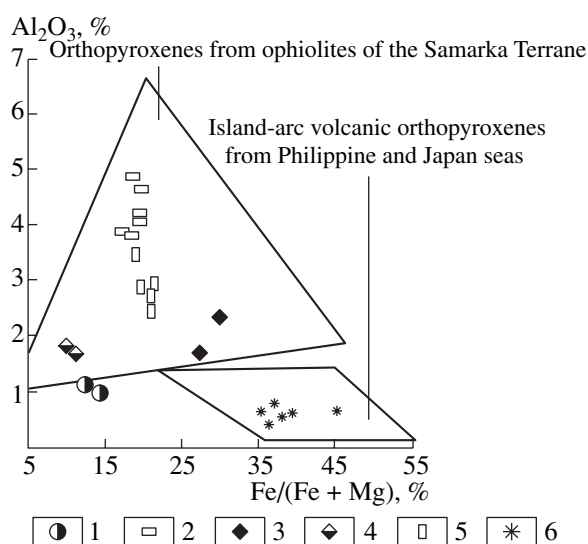 Al₂O₃, %
Orthopyroxenes from ophiolites of the Samarka Terrane
7
Island-arc volcanic orthopyroxenes
from Philippine and Japan seas
6
5
4
3
2
1
5 15 25 35 45 55
Fe/(Fe + Mg), %
1 2 3 4 5 6